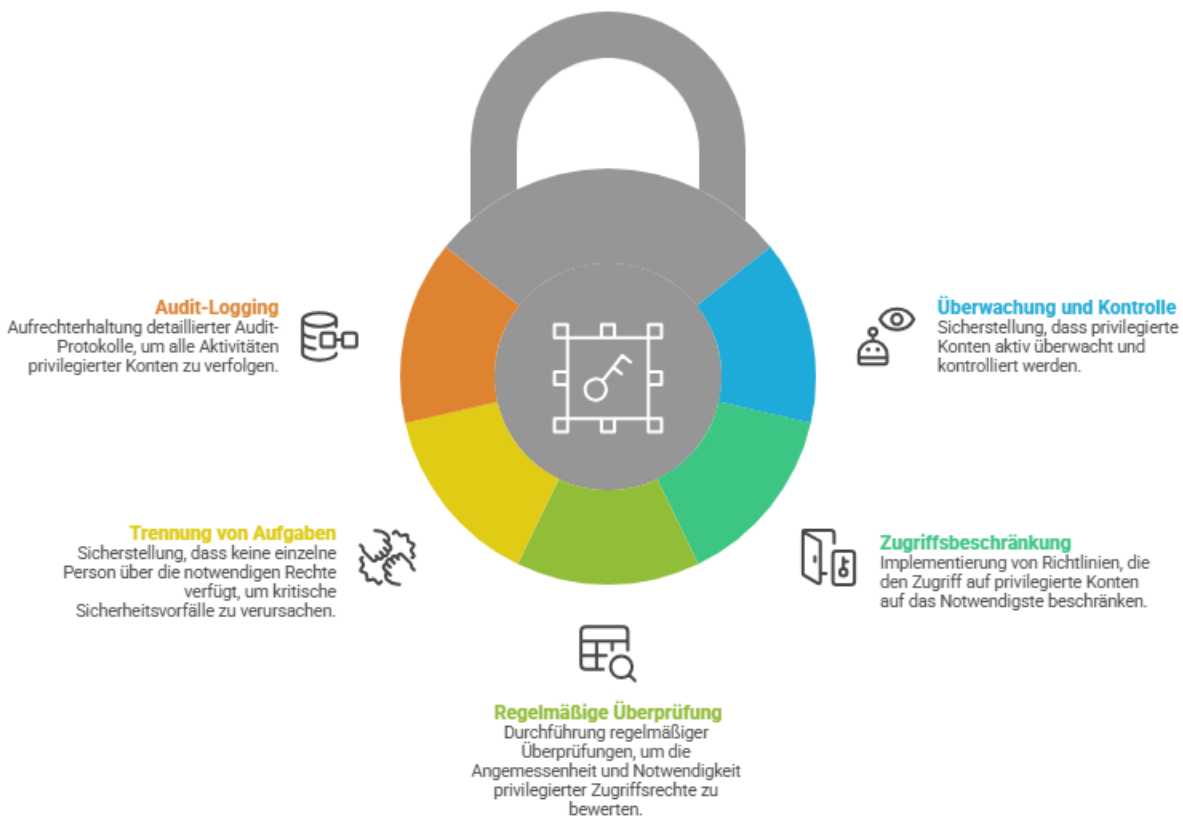 Audit-Logging
Aufrechterhaltung detaillierter Audit-
Protokolle, um alle Aktivitäten
privilegierter Konten zu verfolgen.
Überwachung und Kontrolle
Sicherstellung, dass privilegierte
Konten aktiv überwacht und
kontrolliert werden.
Trennung von Aufgaben
Sicherstellung, dass keine einzelne
Person über die notwendigen Rechte
verfügt, um kritische
Sicherheitsvorfälle zu verursachen.
Zugriffsbeschränkung
Implementierung von Richtlinien, die
den Zugriff auf privilegierte Konten
auf das Notwendigste beschränken.
Regelmäßige Überprüfung
Durchführung regelmäßiger
Überprüfungen, um die
Angemessenheit und Notwendigkeit
privilegierter Zugriffsrechte zu
bewerten.